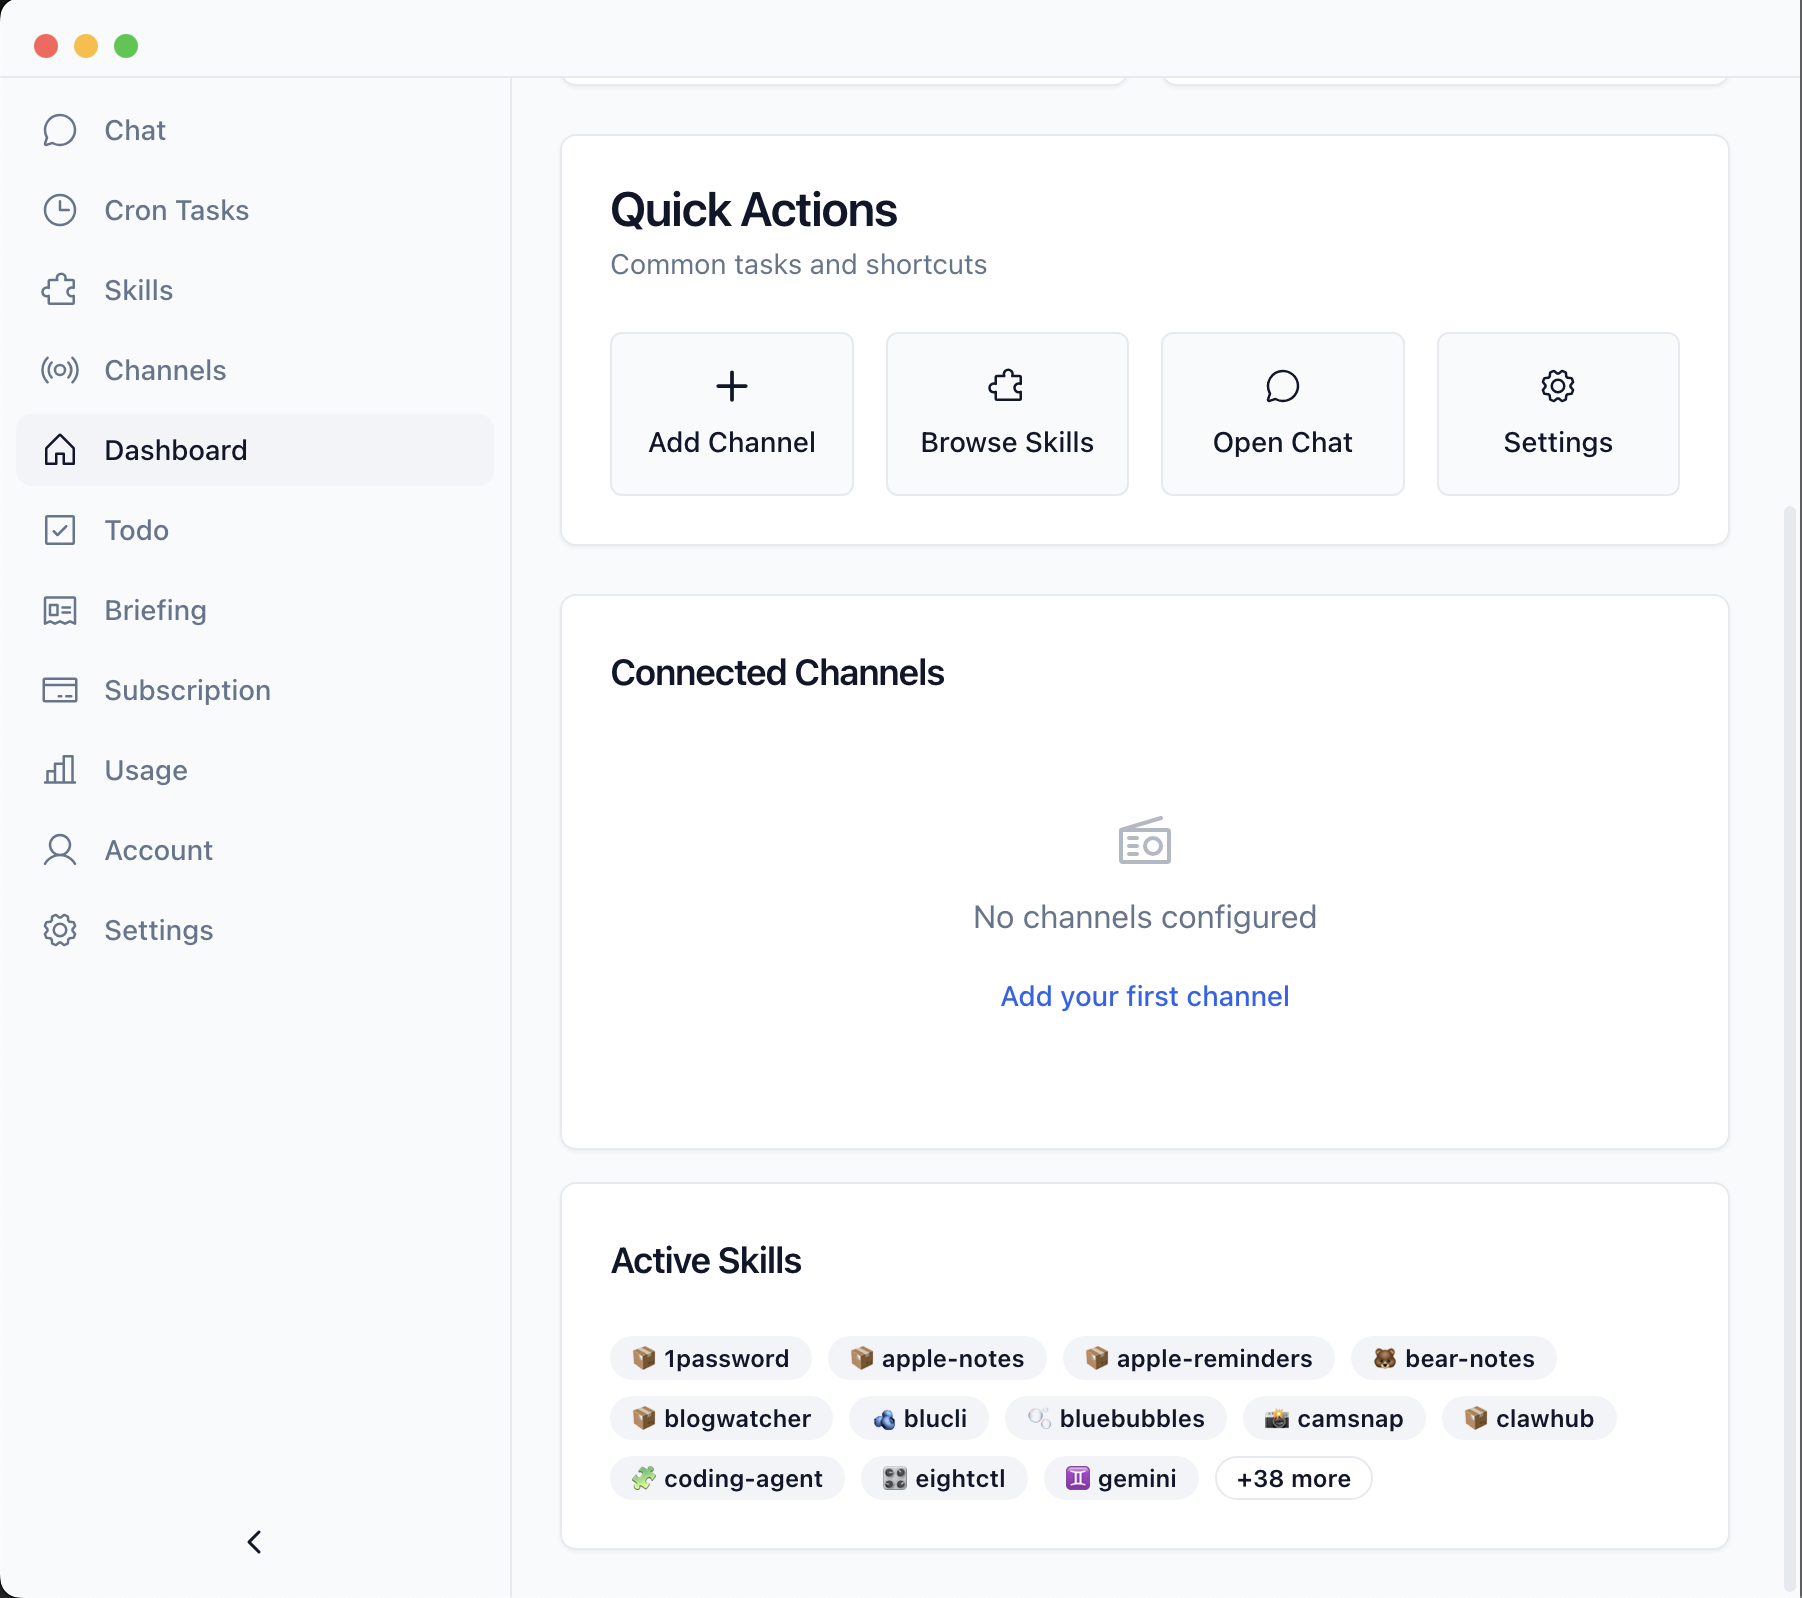 Chat
Cron Tasks
Skills
Channels
Dashboard
Todo
Briefing
Subscription
Usage
Account
Settings
Quick Actions
Common tasks and shortcuts
Add Channel
Browse Skills
Open Chat
Settings
Connected Channels
No channels configured
Add your first channel
Active Skills
1password apple-notes apple-reminders bear-notes
blogwatcher blucli bluebubbles camsnap clawhub
coding-agent eightctl gemini +38 more